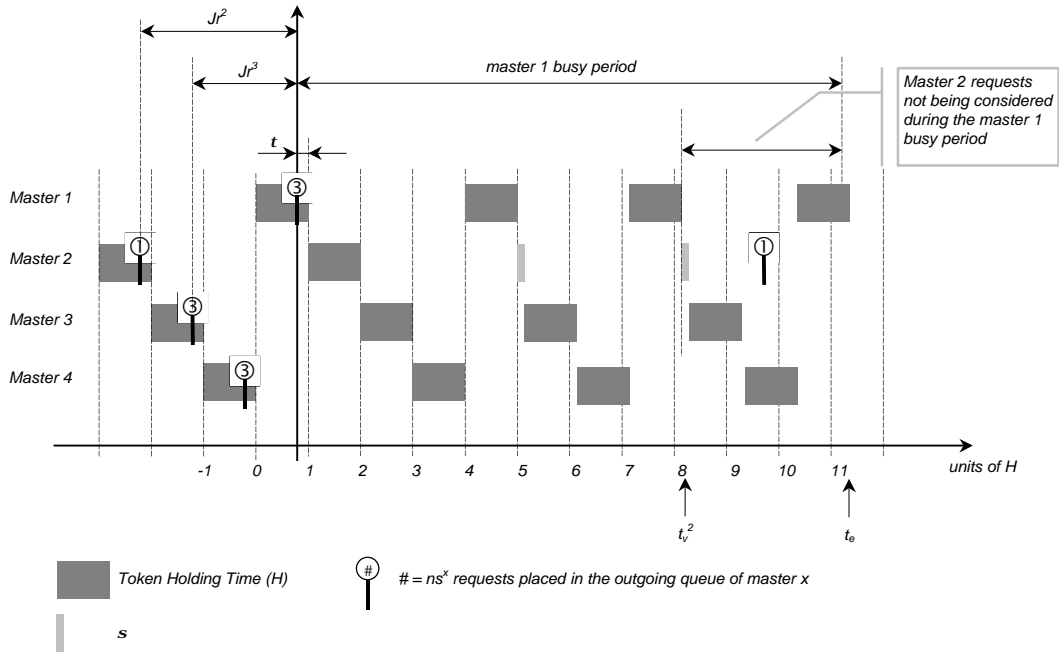 Jr²
Jr³
master 1 busy period
Master 2 requests
not being considered
during the master 1
busy period
t
Master 1
③
Master 2
①
①
Master 3
③
Master 4
③
-1 0 1 2 3 4 5 6 7 8 9 10 11
units of H
tᵥ²
tₑ
Token Holding Time (H)
# = nsˣ requests placed in the outgoing queue of master x
s